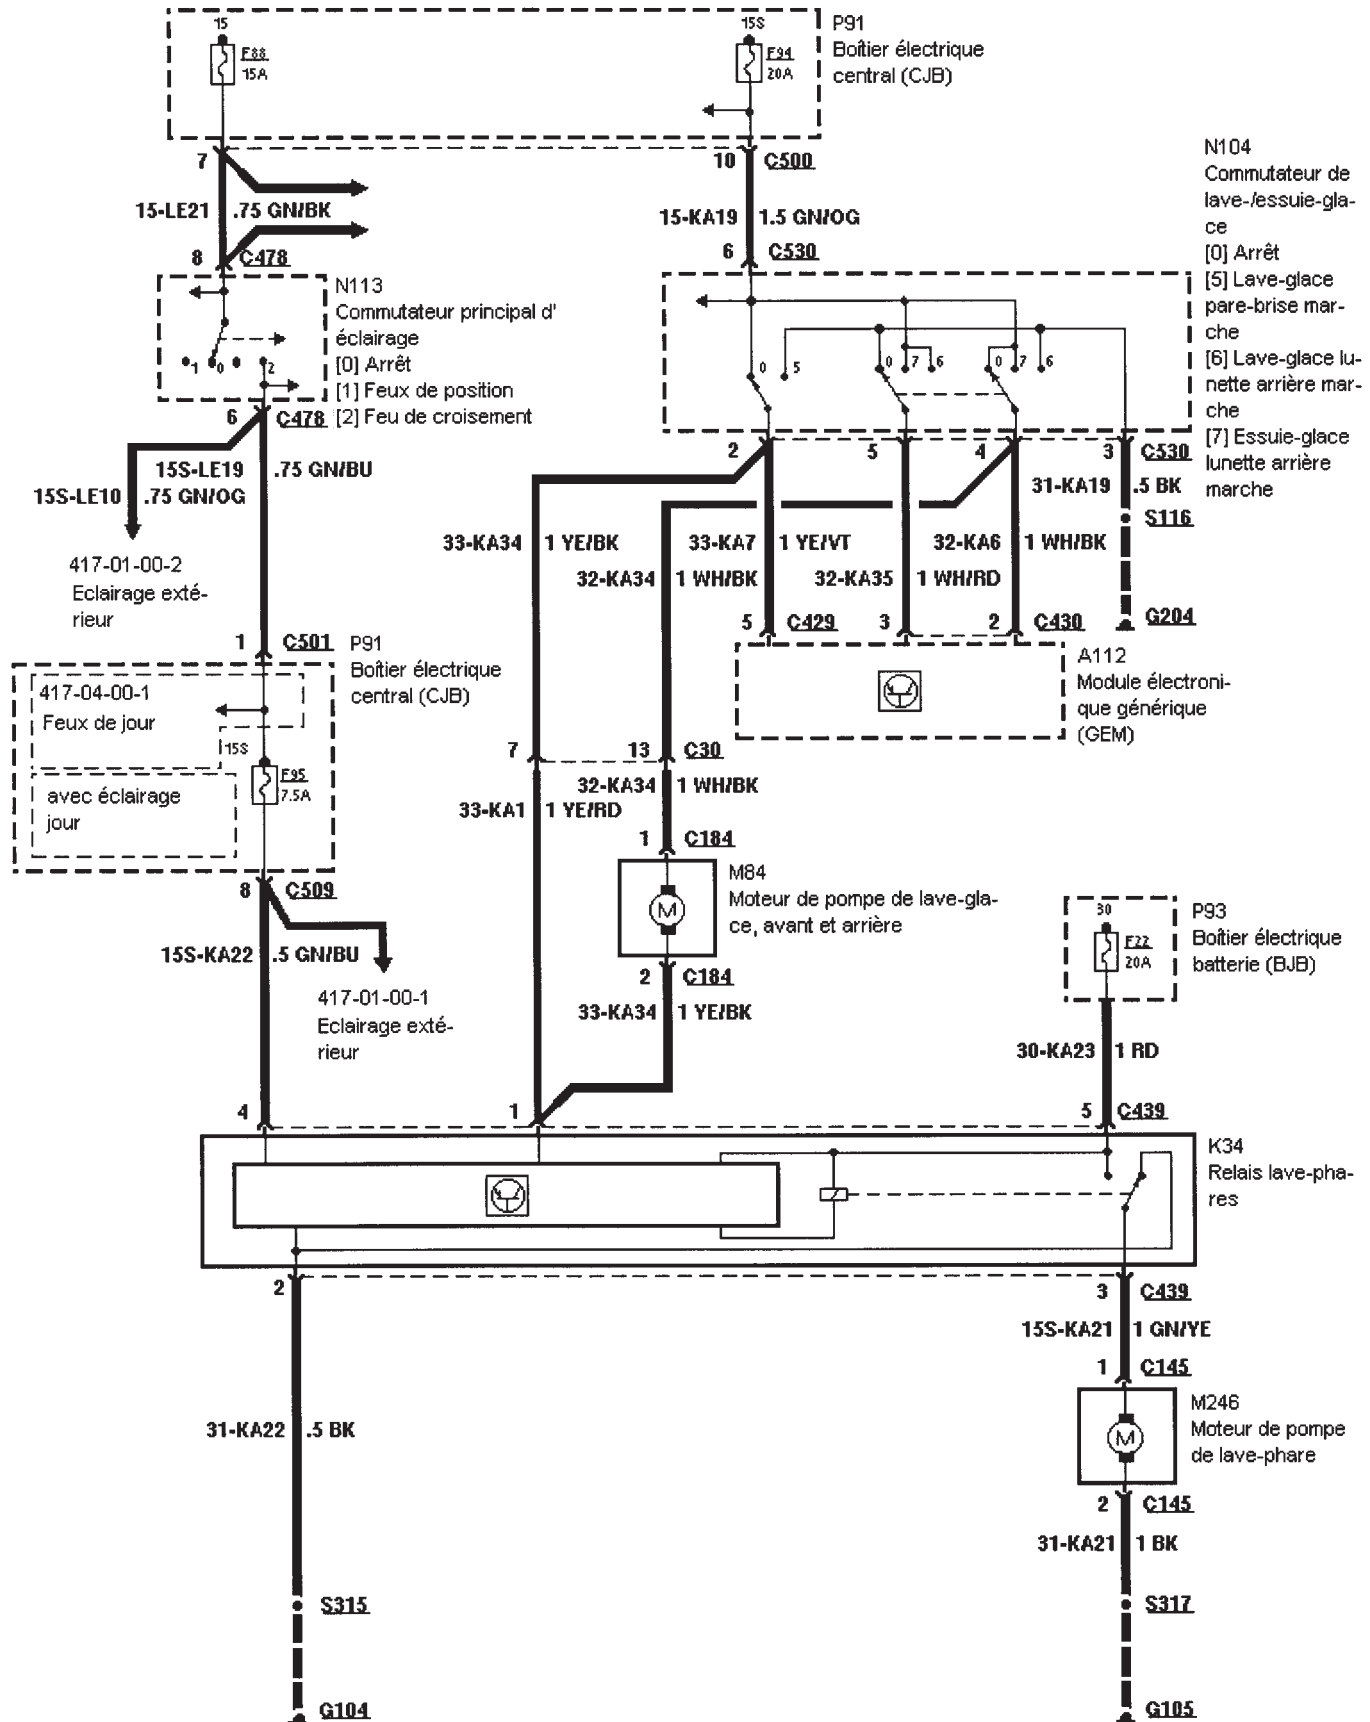 15
15S
P91
Boîtier électrique
central (CJB)
F88
15A
F94
20A
7
10
C500
15-LE21
.75 GN/BK
15-KA19
1.5 GN/OG
8
C478
6
C530
N104
Commutateur de
lave-/essuie-gla-
ce
[0] Arrêt
[5] Lave-glace
pare-brise mar-
che
[6] Lave-glace lu-
nette arrière mar-
che
[7] Essuie-glace
lunette arrière
marche
N113
Commutateur principal d'
éclairage
[0] Arrêt
[1] Feux de position
[2] Feu de croisement
1
0
2
0
5
0
7
6
0
7
6
6
C478
2
5
4
3
C530
15S-LE19
.75 GN/BU
15S-LE10
.75 GN/OG
31-KA19
.5 BK
S116
417-01-00-2
Eclairage exté-
rieur
33-KA34
1 YE/BK
33-KA7
1 YE/VT
32-KA6
1 WH/BK
32-KA34
1 WH/BK
32-KA35
1 WH/RD
5
C429
3
2
C430
G204
1
C501
P91
Boîtier électrique
central (CJB)
A112
Module électroni-
que générique
(GEM)
417-04-00-1
Feux de jour
15S
F95
7.5A
avec éclairage
jour
7
13
C30
32-KA34
1 WH/BK
33-KA1
1 YE/RD
1
C184
M84
Moteur de pompe de lave-gla-
ce, avant et arrière
M
8
C509
15S-KA22
.5 GN/BU
2
C184
33-KA34
1 YE/BK
417-01-00-1
Eclairage exté-
rieur
30
P93
Boîtier électrique
batterie (BJB)
F22
20A
30-KA23
1 RD
4
1
5
C439
K34
Relais lave-pha-
res
2
3
C439
15S-KA21
1 GN/YE
1
C145
M246
Moteur de pompe
de lave-phare
M
31-KA22
.5 BK
2
C145
31-KA21
1 BK
S315
S317
G104
G105